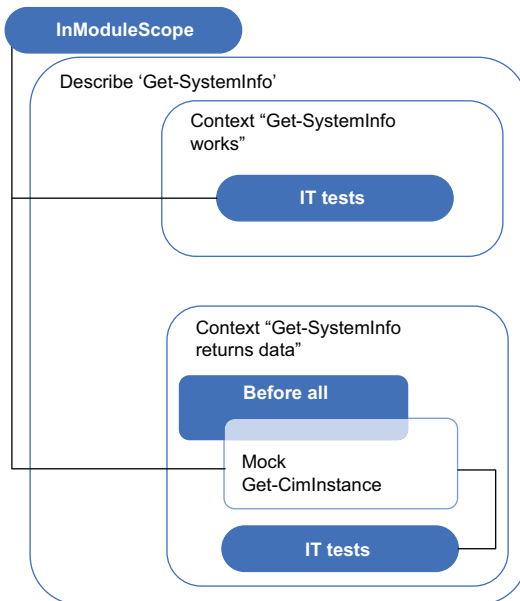 InModuleScope
Describe ‘Get-SystemInfo’
Context “Get-SystemInfo
works”
IT tests
Context “Get-SystemInfo
returns data”
Before all
Mock
Get-CimInstance
IT tests